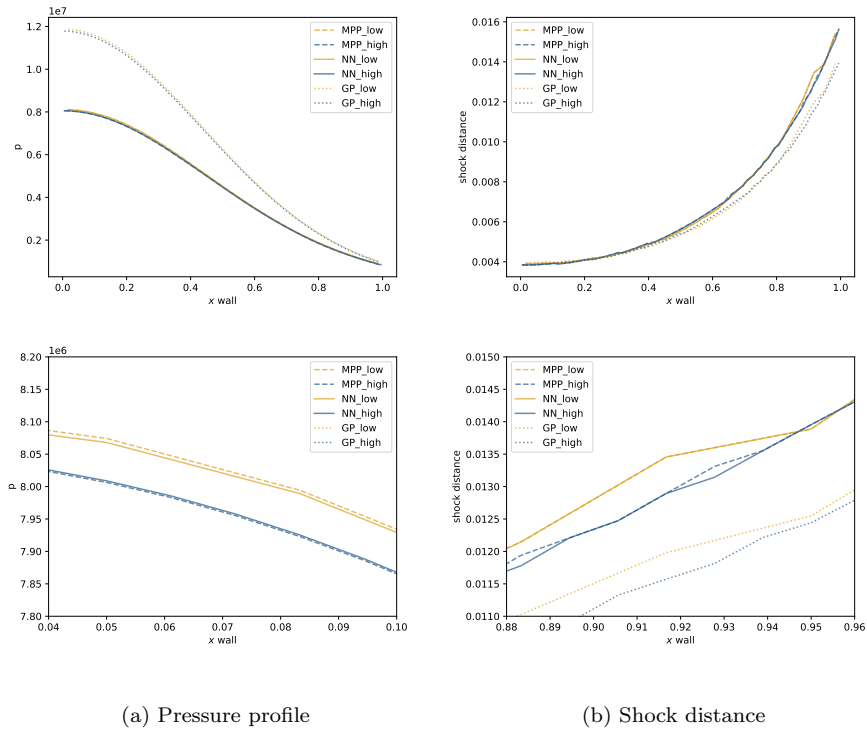 1e7
1.2
1.0
0.8
0.6
0.4
0.2
p
0.0 0.2 0.4 0.6 0.8 1.0
x wall
MPP_low
MPP_high
NN_low
NN_high
GP_low
GP_high
0.016
0.014
0.012
0.010
0.008
0.006
0.004
shock distance
0.0 0.2 0.4 0.6 0.8 1.0
x wall
MPP_low
MPP_high
NN_low
NN_high
GP_low
GP_high
1e6
8.20
8.15
8.10
8.05
8.00
7.95
7.90
7.85
7.80
p
0.04 0.05 0.06 0.07 0.08 0.09 0.10
x wall
MPP_low
MPP_high
NN_low
NN_high
GP_low
GP_high
0.0150
0.0145
0.0140
0.0135
0.0130
0.0125
0.0120
0.0115
0.0110
shock distance
0.88 0.89 0.90 0.91 0.92 0.93 0.94 0.95 0.96
x wall
MPP_low
MPP_high
NN_low
NN_high
GP_low
GP_high
(a) Pressure profile
(b) Shock distance